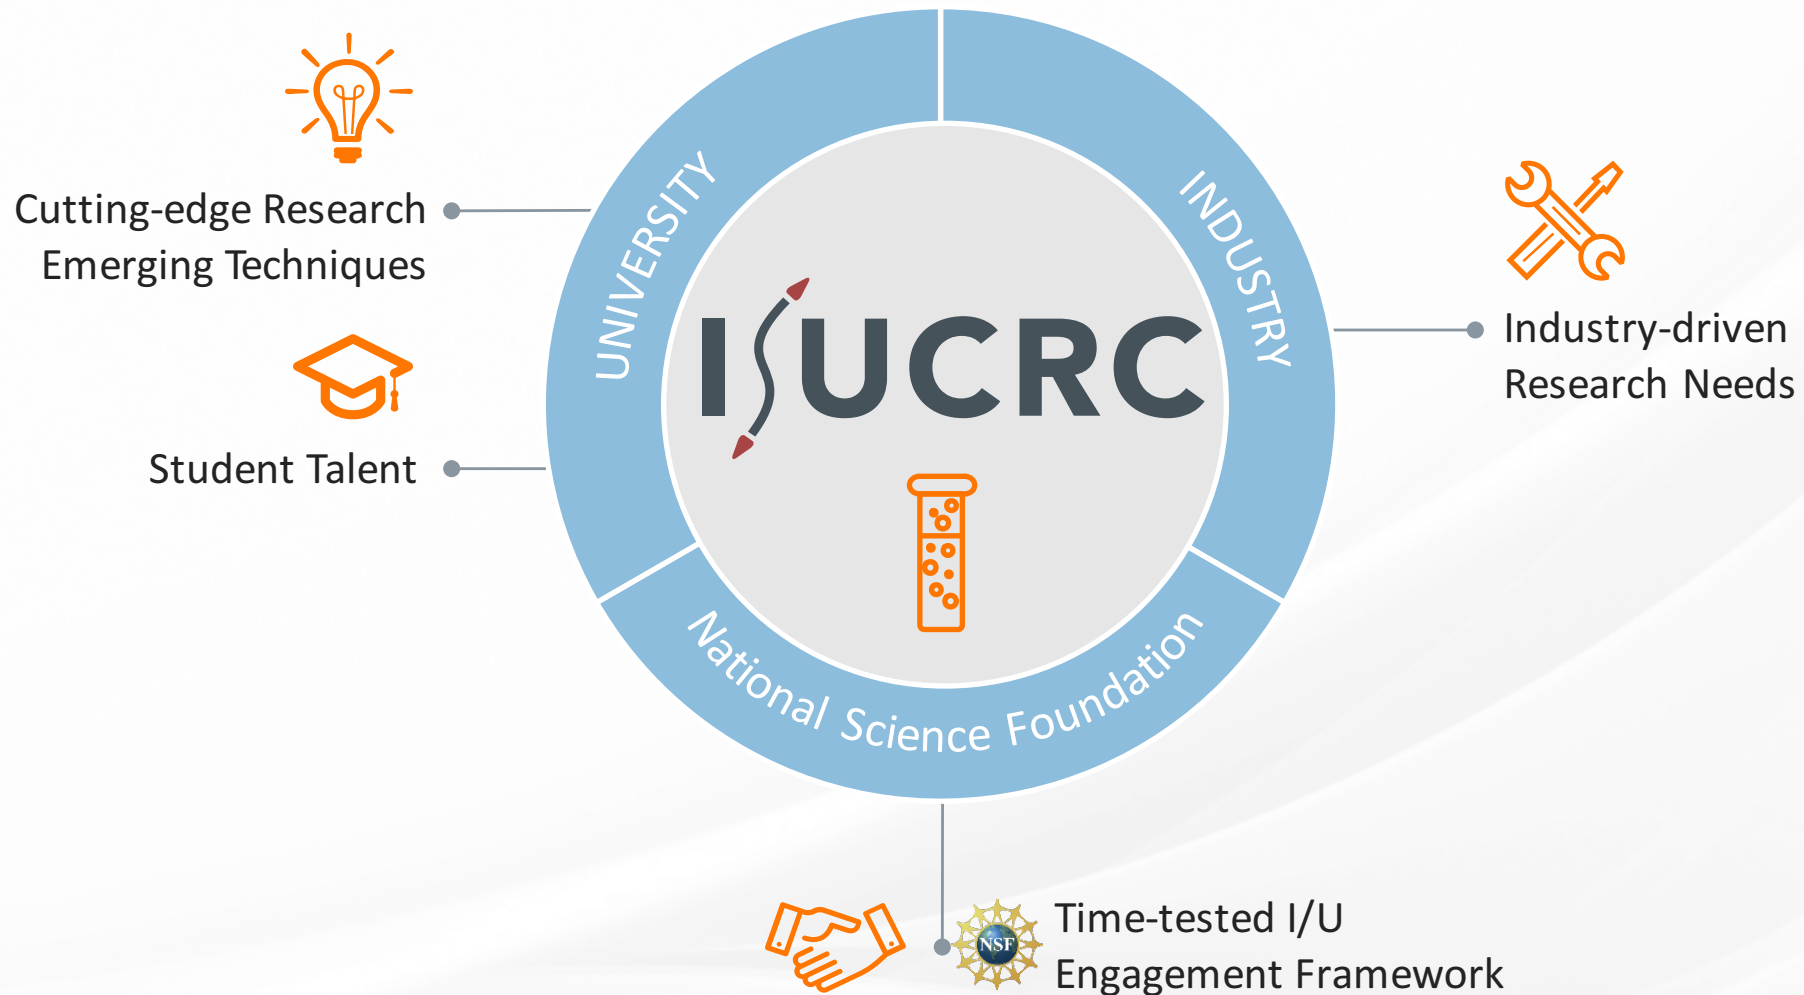 Cutting-edge Research
Emerging Techniques
Student Talent
UNIVERSITY
INDUSTRY
I/UCRC
National Science Foundation
Industry-driven
Research Needs
NSF
Time-tested I/U
Engagement Framework